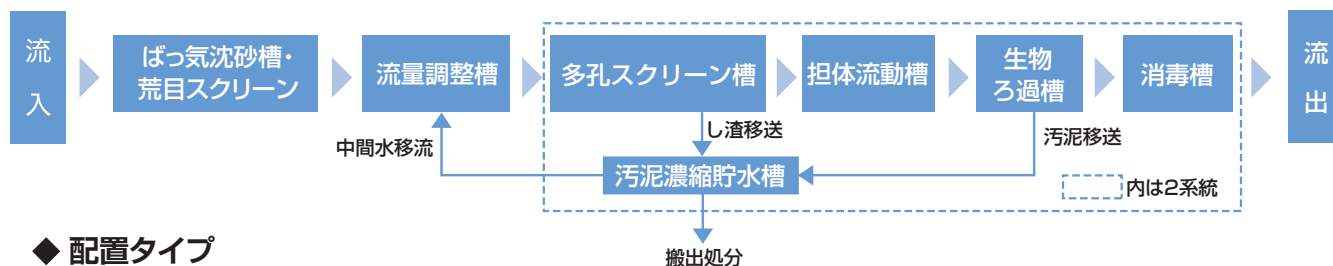 流入
ばっ気沈砂槽・
荒目スクリーン
流量調整槽
多孔スクリーン槽
担体流動槽
生物
ろ過槽
消毒槽
流出
中間水移流
し渣移送
汚泥移送
汚泥濃縮貯水槽
内は2系統
搬出処分
◆ 配置タイプ